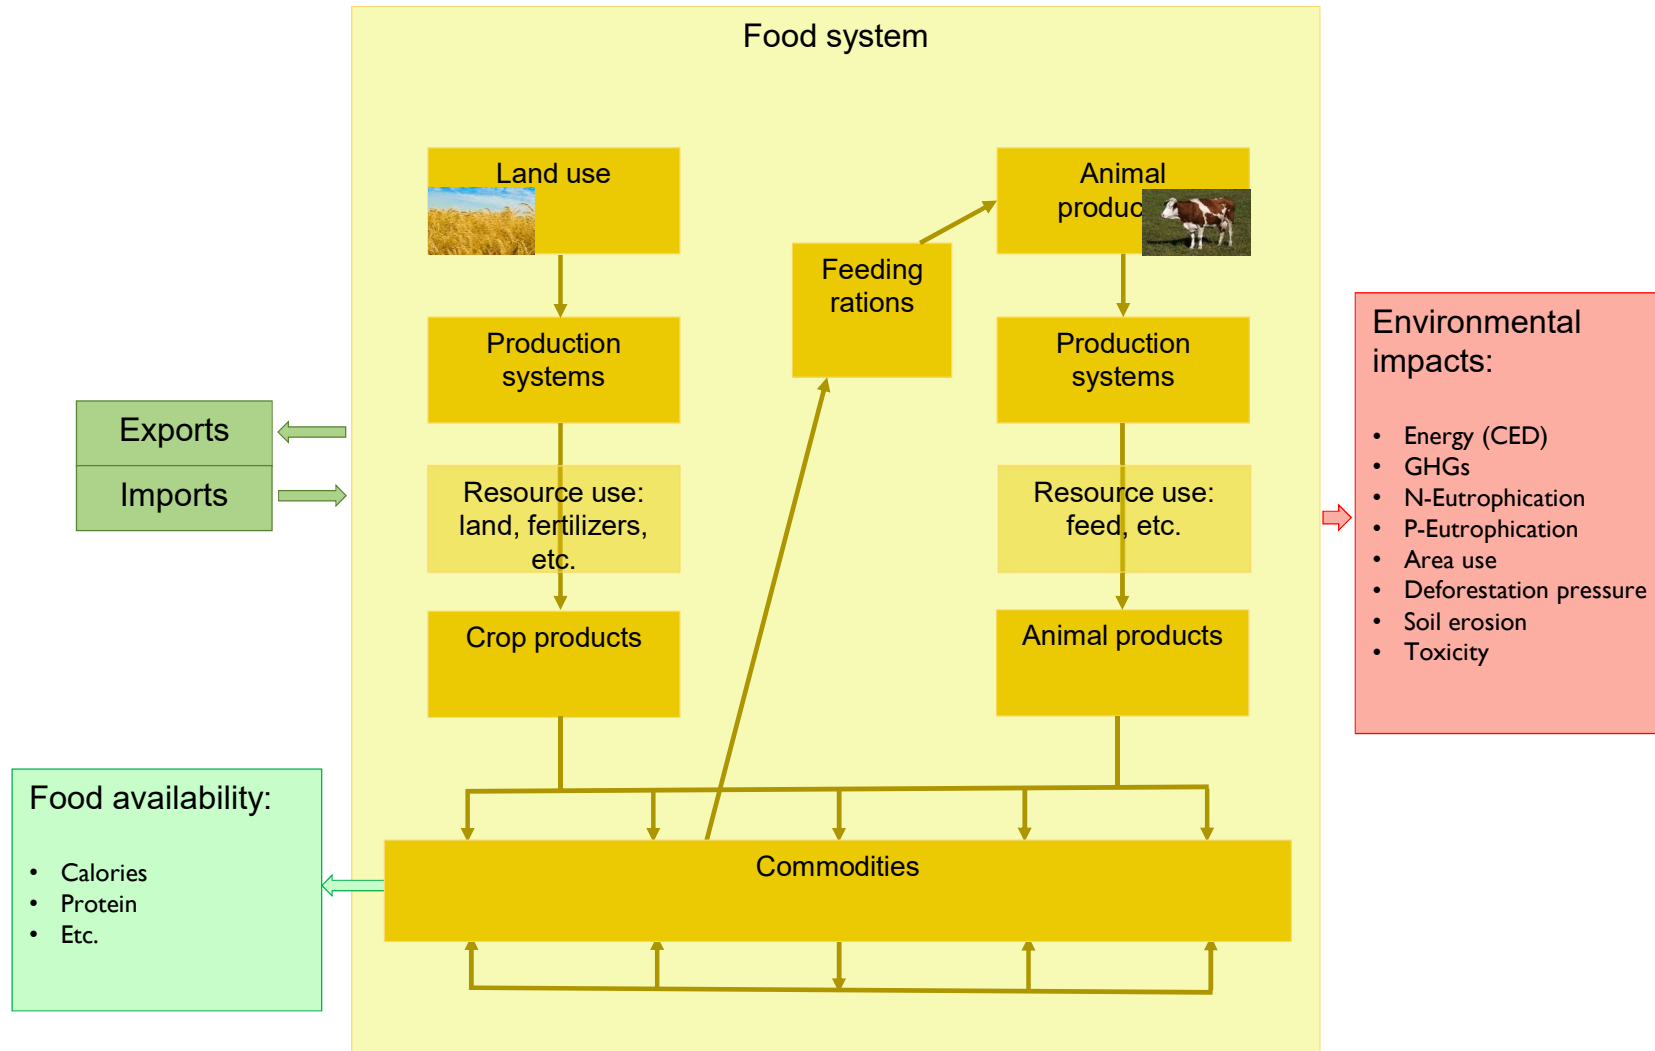 Food system
Land use
Animal
produc
Feeding
rations
Production
systems
Production
systems
Environmental
impacts:
• Energy (CED)
• GHGs
• N-Eutrophication
• P-Eutrophication
• Area use
• Deforestation pressure
• Soil erosion
• Toxicity
Exports
Imports
Resource use:
land, fertilizers,
etc.
Resource use:
feed, etc.
Crop products
Animal products
Food availability:
• Calories
• Protein
• Etc.
Commodities